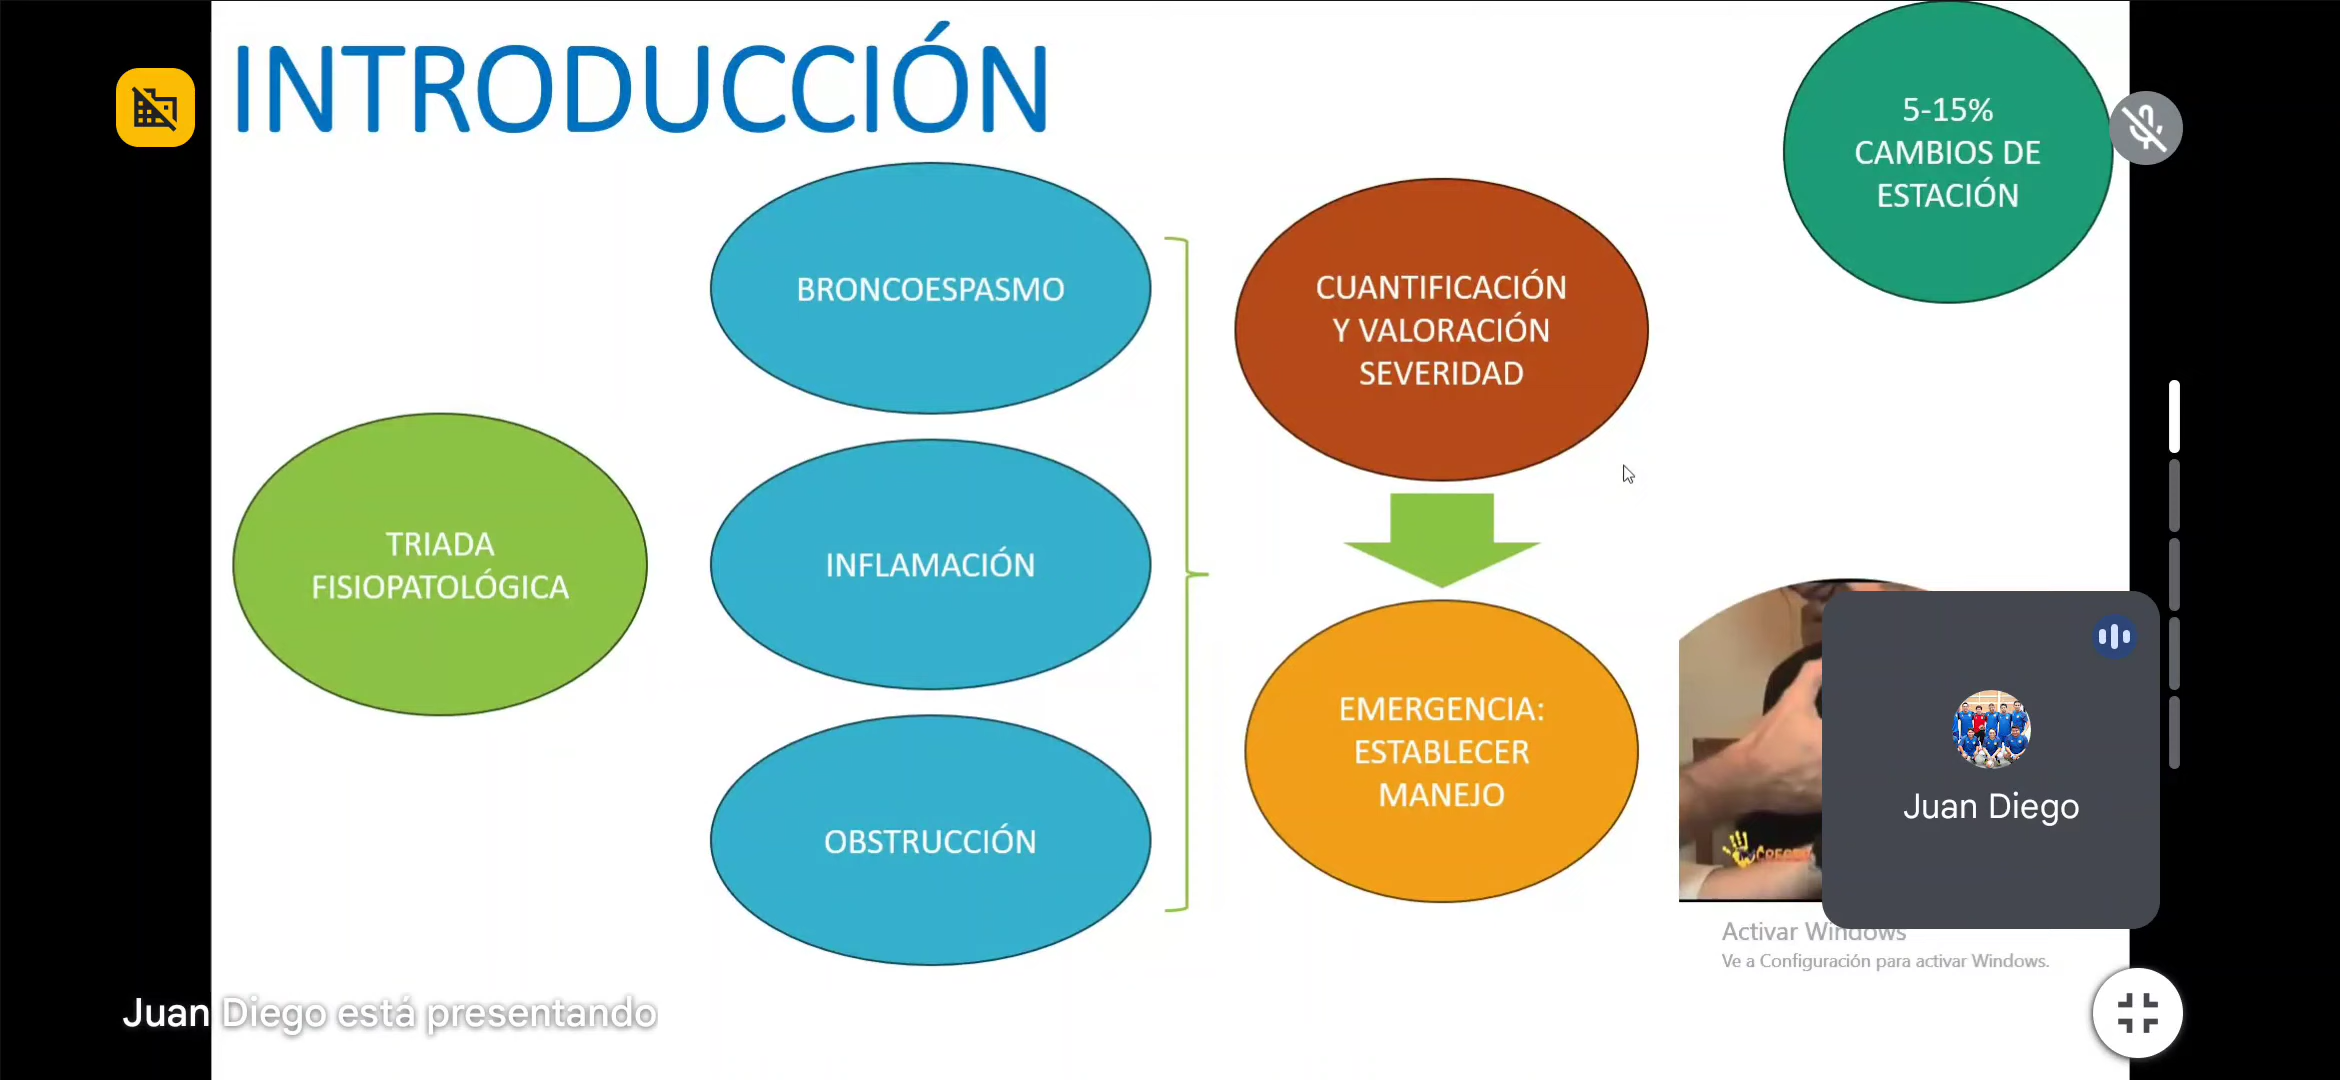 INTRODUCCIÓN
5-15%
CAMBIOS DE
ESTACIÓN
BRONCOESPASMO
CUANTIFICACIÓN
Y VALORACIÓN
SEVERIDAD
TRIADA
FISIOPATOLÓGICA
INFLAMACIÓN
EMERGENCIA:
ESTABLECER
MANEJO
OBSTRUCCIÓN
Juan Diego
Activar Windows
Ve a Configuración para activar Windows.
Juan Diego está presentando